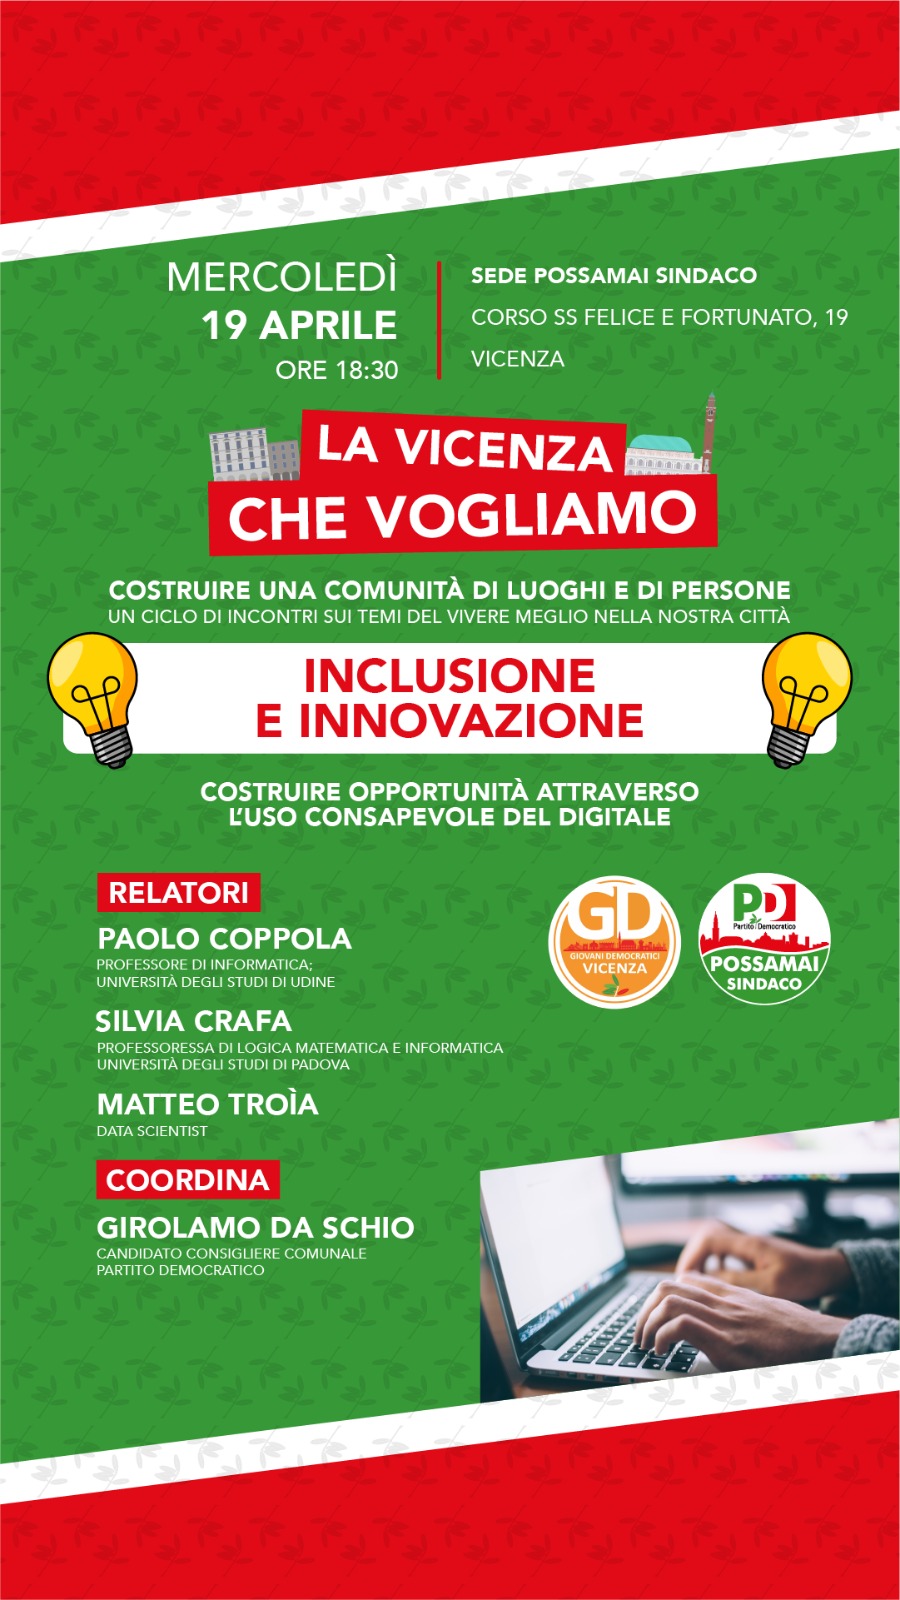 MERCOLEDÌ
19 APRILE
ORE 18:30
SEDE POSSAMAI SINDACO
CORSO SS FELICE E FORTUNATO, 19
VICENZA
LA VICENZA
CHE VOGLIAMO
COSTRUIRE UNA COMUNITÀ DI LUOGHI E DI PERSONE
UN CICLO DI INCONTRI SUI TEMI DEL VIVERE MEGLIO NELLA NOSTRA CITTÀ
INCLUSIONE
E INNOVAZIONE
COSTRUIRE OPPORTUNITÀ ATTRAVERSO
L'USO CONSAPEVOLE DEL DIGITALE
RELATORI
PAOLO COPPOLA
PROFESSORE DI INFORMATICA;
UNIVERSITÀ DEGLI STUDI DI UDINE
SILVIA CRAFA
PROFESSORESSA DI LOGICA MATEMATICA E INFORMATICA
UNIVERSITÀ DEGLI STUDI DI PADOVA
MATTEO TROÌA
DATA SCIENTIST
COORDINA
GIROLAMO DA SCHIO
CANDIDATO CONSIGLIERE COMUNALE
PARTITO DEMOCRATICO
GD
GIOVANI DEMOCRATICI
VICENZA
PD
Partito Democratico
POSSAMAI
SINDACO